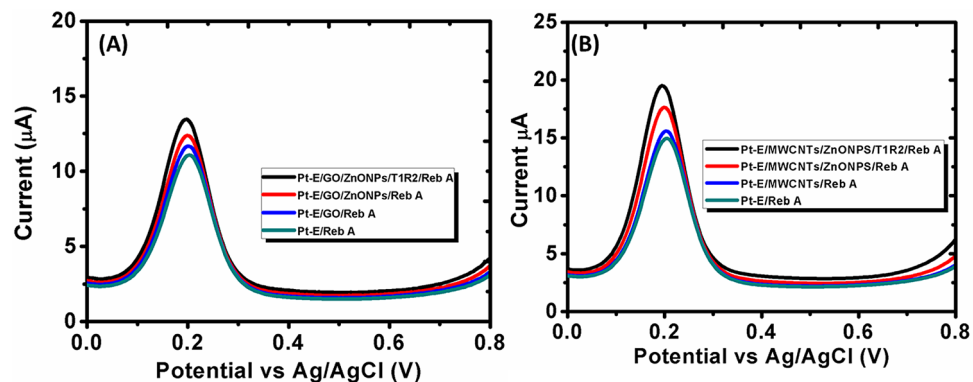 (A)
20
15
10
5
0
Current (µA)
Pt-E/GO/ZnONPs/T1R2/Reb A
Pt-E/GO/ZnONPs/Reb A
Pt-E/GO/Reb A
Pt-E/Reb A
0.0 0.2 0.4 0.6 0.8
Potential vs Ag/AgCl (V)
(B)
25
20
15
10
5
0
Current µA
Pt-E/MWCNTs/ZnONPS/T1R2/Reb A
Pt-E/MWCNTs/ZnONPS/Reb A
Pt-E/MWCNTs/Reb A
Pt-E/Reb A
0.0 0.2 0.4 0.6 0.8
Potential vs Ag/AgCl (V)